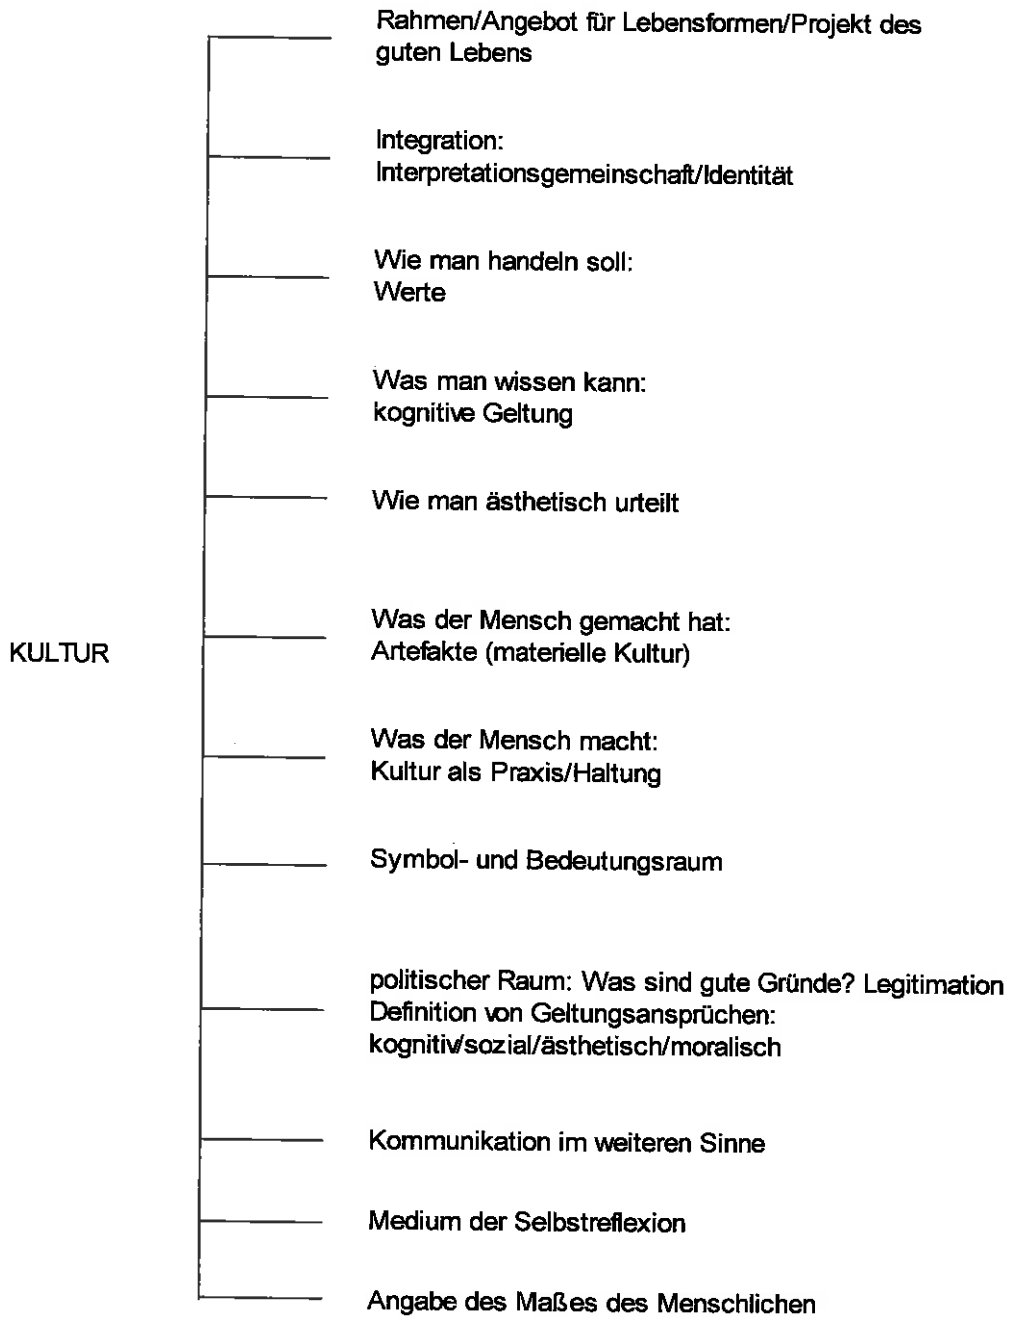 Rahmen/Angebot für Lebensformen/Projekt des
guten Lebens
Integration:
Interpretationsgemeinschaft/Identität
Wie man handeln soll:
Werte
Was man wissen kann:
kognitive Geltung
Wie man ästhetisch urteilt
Was der Mensch gemacht hat:
KULTUR
Artefakte (materielle Kultur)
Was der Mensch macht:
Kultur als Praxis/Haltung
Symbol- und Bedeutungsraum
politischer Raum: Was sind gute Gründe? Legitimation
Definition von Geltungsansprüchen:
kognitiv/sozial/ästhetisch/moralisch
Kommunikation im weiteren Sinne
Medium der Selbstreflexion
Angabe des Maßes des Menschlichen